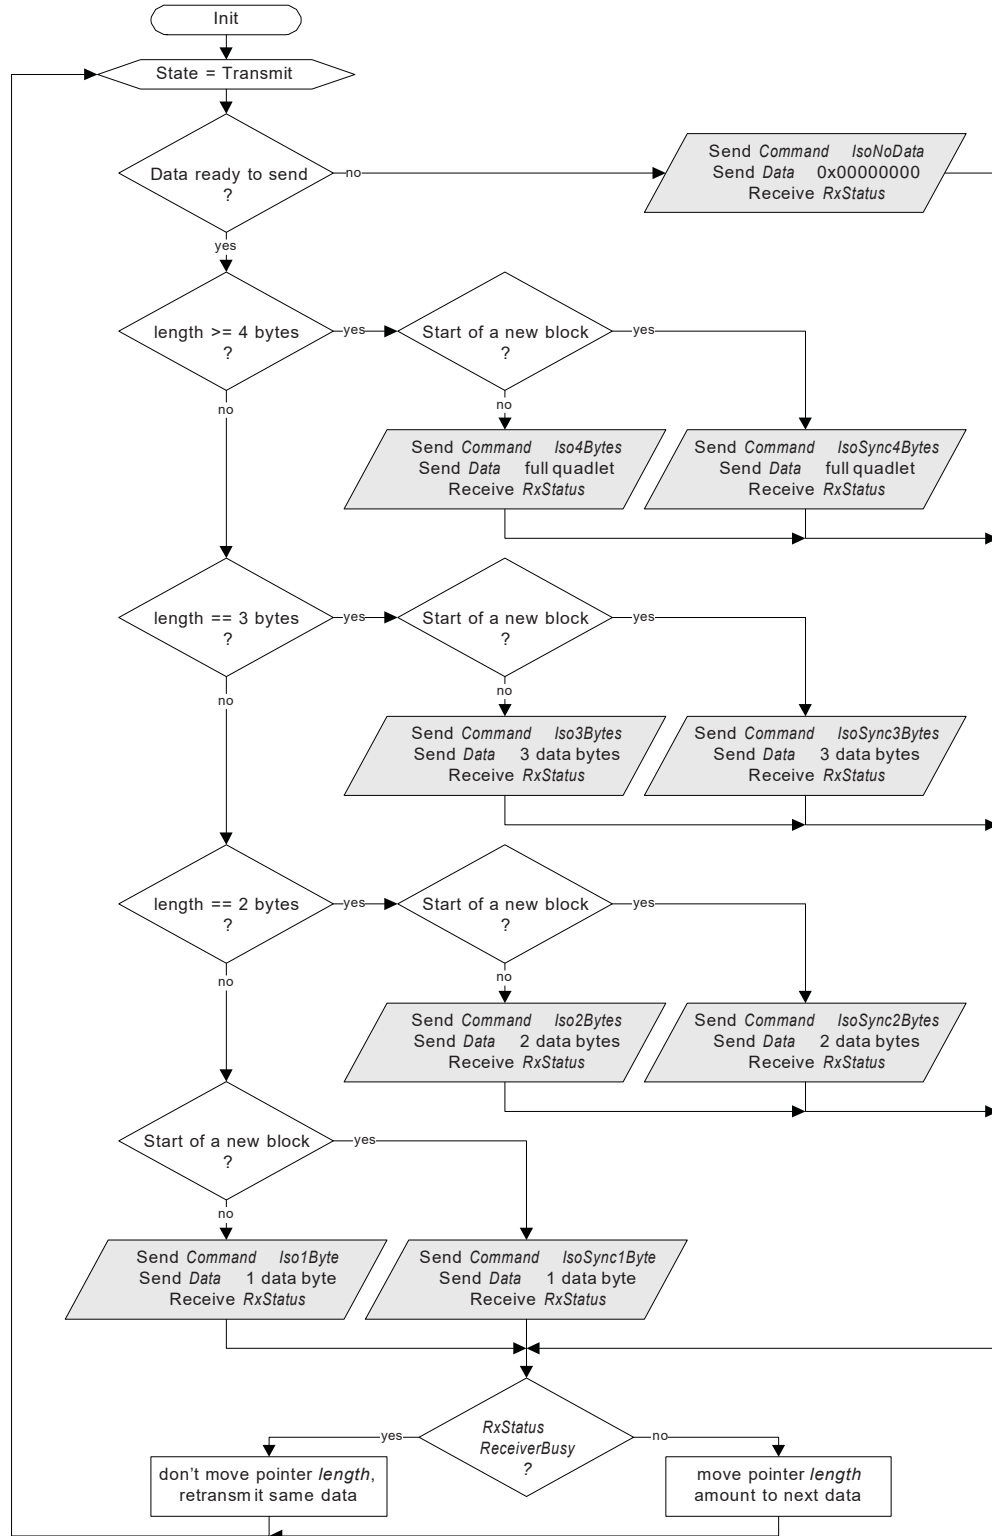 Init
State = Transmit
Data ready to send
?
no
Send Command IsoNoData
Send Data 0x00000000
Receive RxStatus
yes
length >= 4 bytes
?
yes
Start of a new block
?
yes
no
no
Send Command Iso4Bytes
Send Data full quadlet
Receive RxStatus
Send Command IsoSync4Bytes
Send Data full quadlet
Receive RxStatus
length == 3 bytes
?
yes
Start of a new block
?
yes
no
no
Send Command Iso3Bytes
Send Data 3 data bytes
Receive RxStatus
Send Command IsoSync3Bytes
Send Data 3 data bytes
Receive RxStatus
length == 2 bytes
?
yes
Start of a new block
?
yes
no
no
Send Command Iso2Bytes
Send Data 2 data bytes
Receive RxStatus
Send Command IsoSync2Bytes
Send Data 2 data bytes
Receive RxStatus
Start of a new block
?
yes
no
Send Command Iso1Byte
Send Data 1 data byte
Receive RxStatus
Send Command IsoSync1Byte
Send Data 1 data byte
Receive RxStatus
RxStatus
ReceiverBusy
?
yes
no
don't move pointer length,
retransmit same data
move pointer length
amount to next data